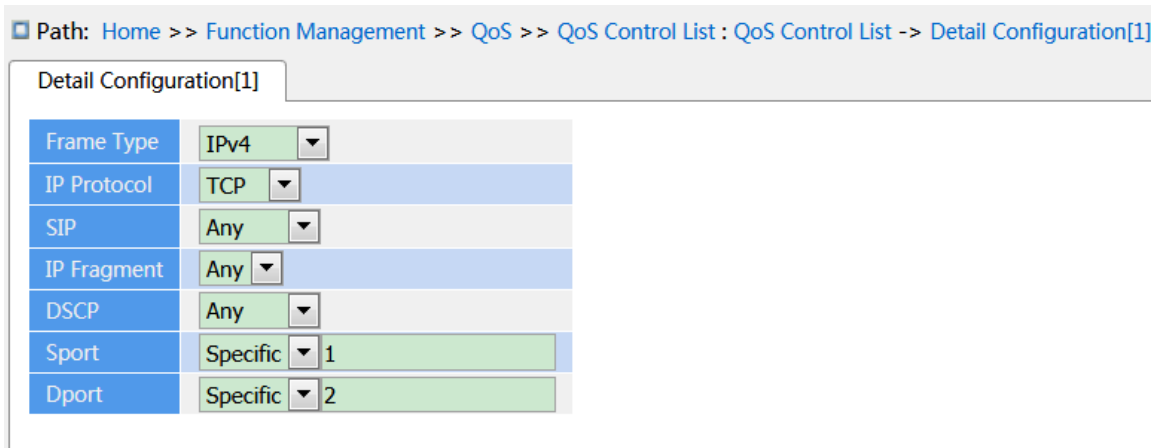 Path: Home >> Function Management >> QoS >> QoS Control List : QoS Control List -> Detail Configuration[1]
Detail Configuration[1]
Frame Type IPv4
IP Protocol TCP
SIP Any
IP Fragment Any
DSCP Any
Sport Specific 1
Dport Specific 2